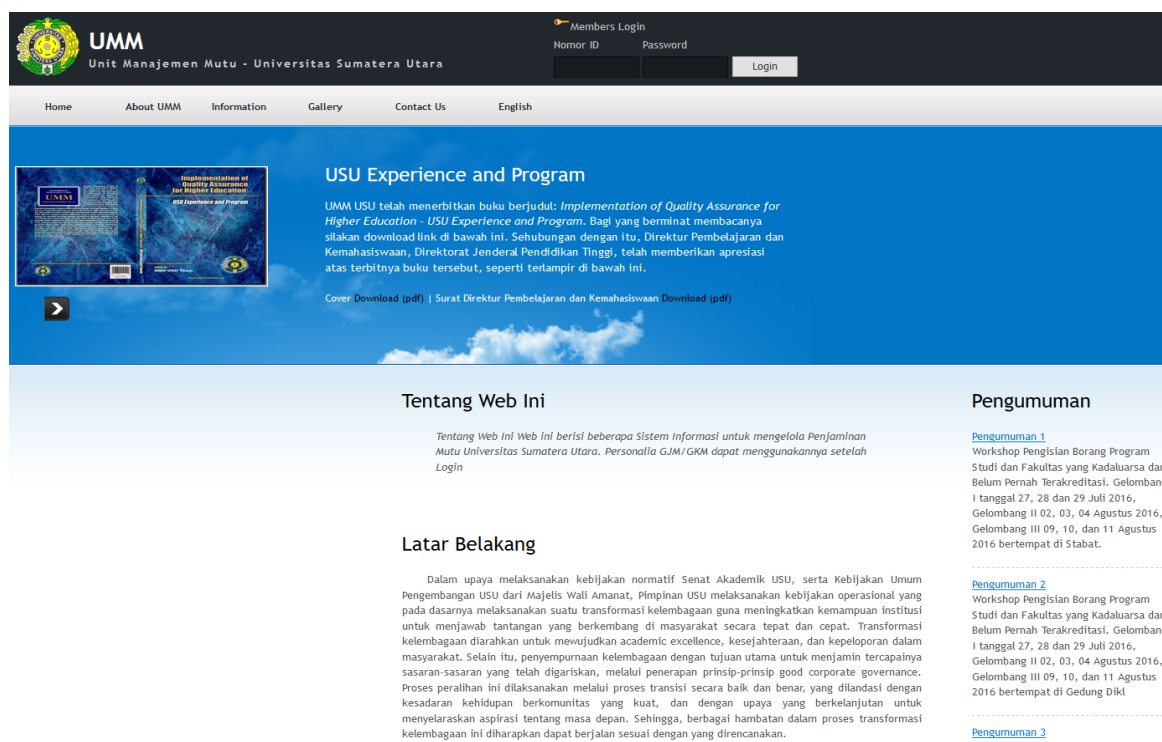 UMM
Unit Manajemen Mutu - Universitas Sumatera Utara
Members Login
Nomor ID Password
Login
Home About UMM Information Gallery Contact Us English
UMM
Implementation of
Quality Assurance
for Higher Education:
USU Experience and Program
USU Experience and Program
UMM USU telah menerbitkan buku berjudul: Implementation of Quality Assurance for
Higher Education - USU Experience and Program. Bagi yang berminat membacanya
silakan download link di bawah ini. Sehubungan dengan itu, Direktur Pembelajaran dan
Kemahasiswaan, Direktorat Jenderal Pendidikan Tinggi, telah memberikan apresiasi
atas terbitnya buku tersebut, seperti terlampir di bawah ini.
Cover Download (pdf) | Surat Direktur Pembelajaran dan Kemahasiswaan Download (pdf)
Tentang Web Ini
Tentang Web Ini Web ini berisi beberapa Sistem Informasi untuk mengelola Penjaminan
Mutu Universitas Sumatera Utara. Personalia GJM/GKM dapat menggunakannya setelah
Login
Latar Belakang
Dalam upaya melaksanakan kebijakan normatif Senat Akademik USU, serta Kebijakan Umum
Pengembangan USU dari Majelis Wali Amanat, Pimpinan USU melaksanakan kebijakan operasional yang
pada dasarnya melaksanakan suatu transformasi kelembagaan guna meningkatkan kemampuan institusi
untuk menjawab tantangan yang berkembang di masyarakat secara tepat dan cepat. Transformasi
kelembagaan diarahkan untuk mewujudkan academic excellence, kesejahteraan, dan kepeloporan dalam
masyarakat. Selain itu, penyempurnaan kelembagaan dengan tujuan utama untuk menjamin tercapainya
sasaran-sasaran yang telah digariskan, melalui penerapan prinsip-prinsip good corporate governance.
Proses peralihan ini dilaksanakan melalui proses transisi secara baik dan benar, yang dilandasi dengan
kesadaran kehidupan berkomunitas yang kuat, dan dengan upaya yang berkelanjutan untuk
menyelaraskan aspirasi tentang masa depan. Sehingga, berbagai hambatan dalam proses transformasi
kelembagaan ini diharapkan dapat berjalan sesuai dengan yang direncanakan.
Pengumuman
Pengumuman 1
Workshop Pengisian Borang Program
Studi dan Fakultas yang Kadaluarsa dan
Belum Pernah Terakreditasi. Gelomban
I tanggal 27, 28 dan 29 Juli 2016,
Gelombang II 02, 03, 04 Agustus 2016,
Gelombang III 09, 10, dan 11 Agustus
2016 bertempat di Stabat.
Pengumuman 2
Workshop Pengisian Borang Program
Studi dan Fakultas yang Kadaluarsa dan
Belum Pernah Terakreditasi. Gelomban
I tanggal 27, 28 dan 29 Juli 2016,
Gelombang II 02, 03, 04 Agustus 2016,
Gelombang III 09, 10, dan 11 Agustus
2016 bertempat di Gedung Dikl
Pengumuman 3